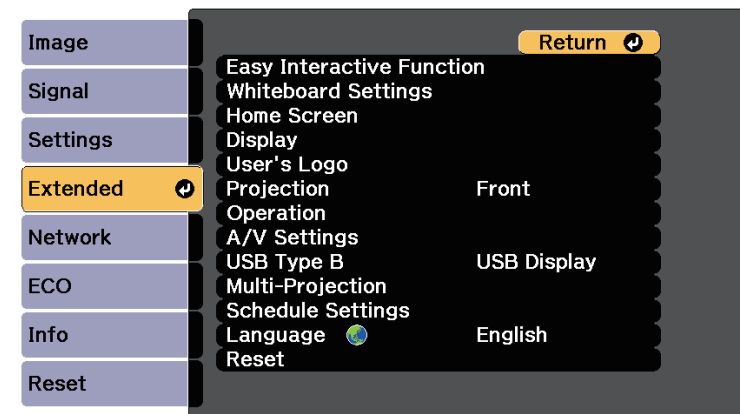 Image
Signal
Settings
Extended
Network
ECO
Info
Reset
Return
Easy Interactive Function
Whiteboard Settings
Home Screen
Display
User's Logo
Projection Front
Operation
A/V Settings
USB Type B USB Display
Multi-Projection
Schedule Settings
Language English
Reset